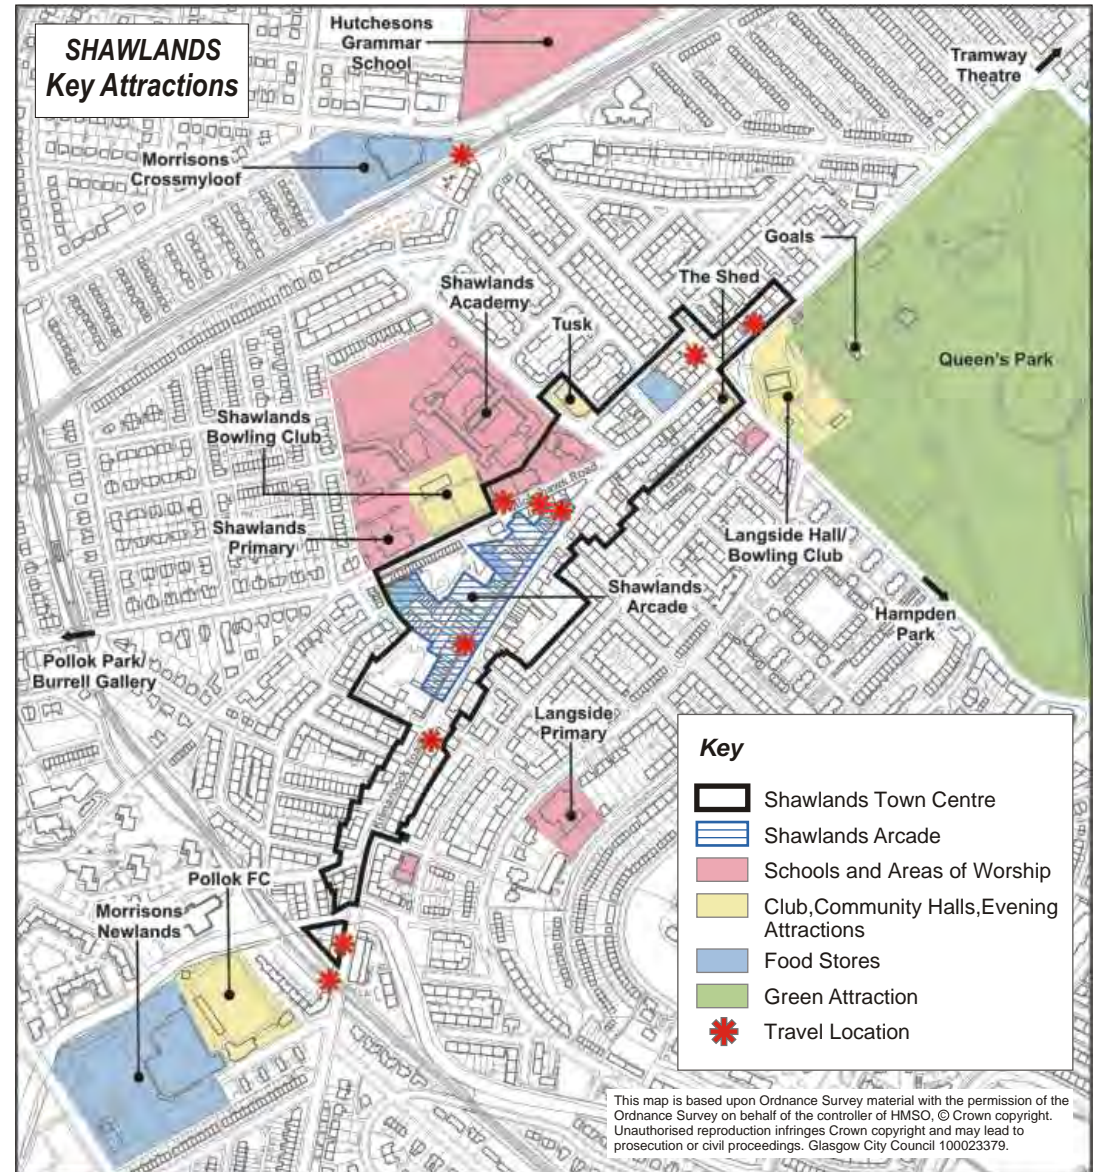 SHAWLANDS
Key Attractions
Hutchesons
Grammar
School
Tramway
Theatre
Morrisons
Crossmyloof
Goals
Shawlands
Academy
The Shed
Tusk
Queen's Park
Shawlands
Bowling Club
Road
Shawlands
Primary
Langside Hall/
Bowling Club
Shawlands
Arcade
Hampden
Park
Pollok Park/
Burrell Gallery
Langside
Primary
Road
Pollok FC
Morrisons
Newlands
Key
Shawlands Town Centre
Shawlands Arcade
Schools and Areas of Worship
Club,Community Halls,Evening
Attractions
Food Stores
Green Attraction
Travel Location
This map is based upon Ordnance Survey material with the permission of the
Ordnance Survey on behalf of the controller of HMSO, © Crown copyright.
Unauthorised reproduction infringes Crown copyright and may lead to
prosecution or civil proceedings. Glasgow City Council 100023379.